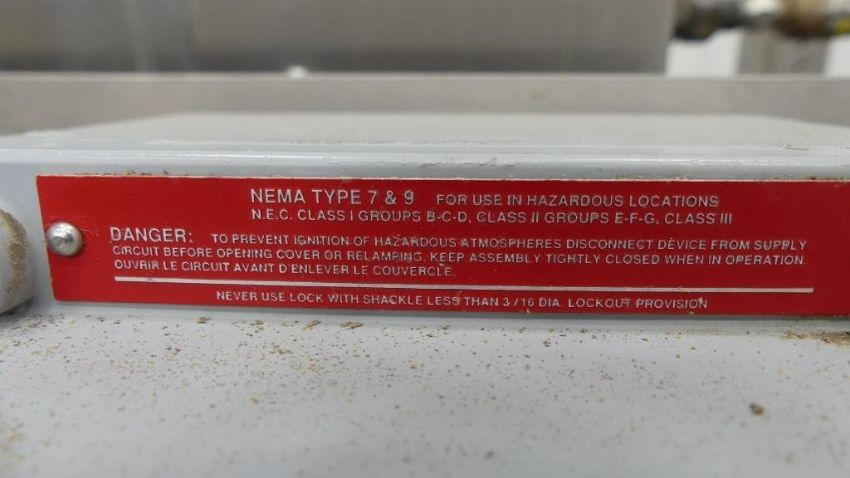 NEMA TYPE 7 & 9 FOR USE IN HAZARDOUS LOCATIONS
N.E.C. CLASS I GROUPS B-C-D, CLASS II GROUPS E-F-G, CLASS III
DANGER: TO PREVENT IGNITION OF HAZARDOUS ATMOSPHERES DISCONNECT DEVICE FROM SUPPLY
CIRCUIT BEFORE OPENING COVER OR RELAMPING. KEEP ASSEMBLY TIGHTLY CLOSED WHEN IN OPERATION.
OUVRIR LE CIRCUIT AVANT D'ENLEVER LE COUVERCLE.
NEVER USE LOCK WITH SHACKLE LESS THAN 3/16 DIA. LOCKOUT PROVISION